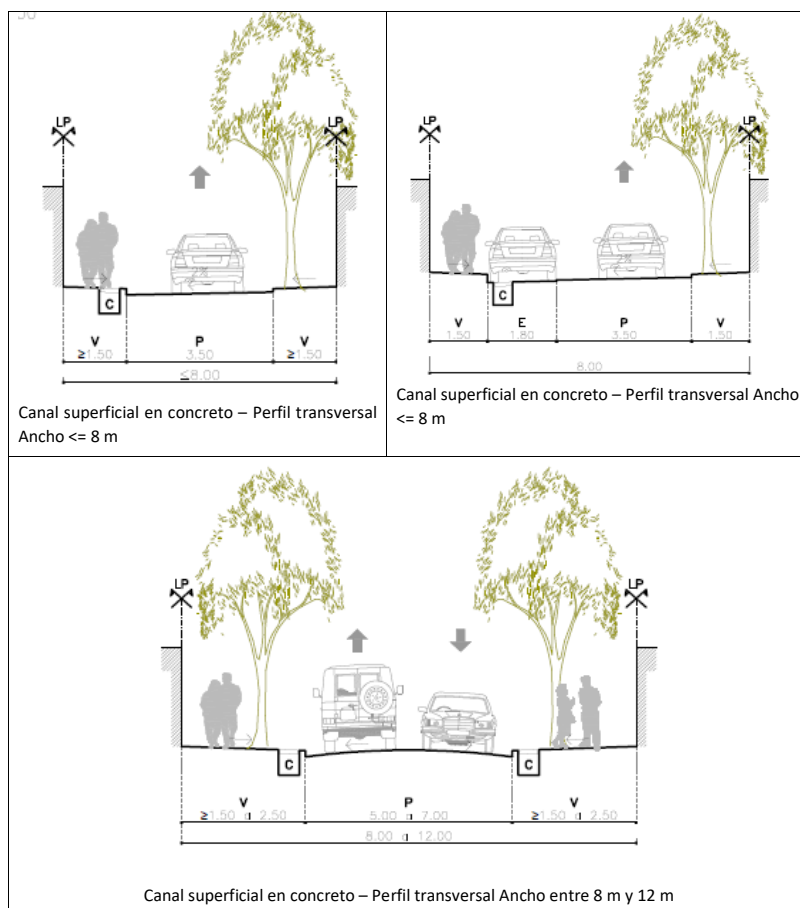 LP
LP
C
V
P
V
≥1.50
3.50
≥1.50
≤8.00
Canal superficial en concreto – Perfil transversal
Ancho <= 8 m
LP
LP
C
V
E
P
V
1.50
1.80
3.50
1.50
8.00
Canal superficial en concreto – Perfil transversal Ancho
<= 8 m
LP
LP
C
C
V
P
V
≥1.50 a 2.50
5.00 a 7.00
≥1.50 a 2.50
8.00 a 12.00
Canal superficial en concreto – Perfil transversal Ancho entre 8 m y 12 m